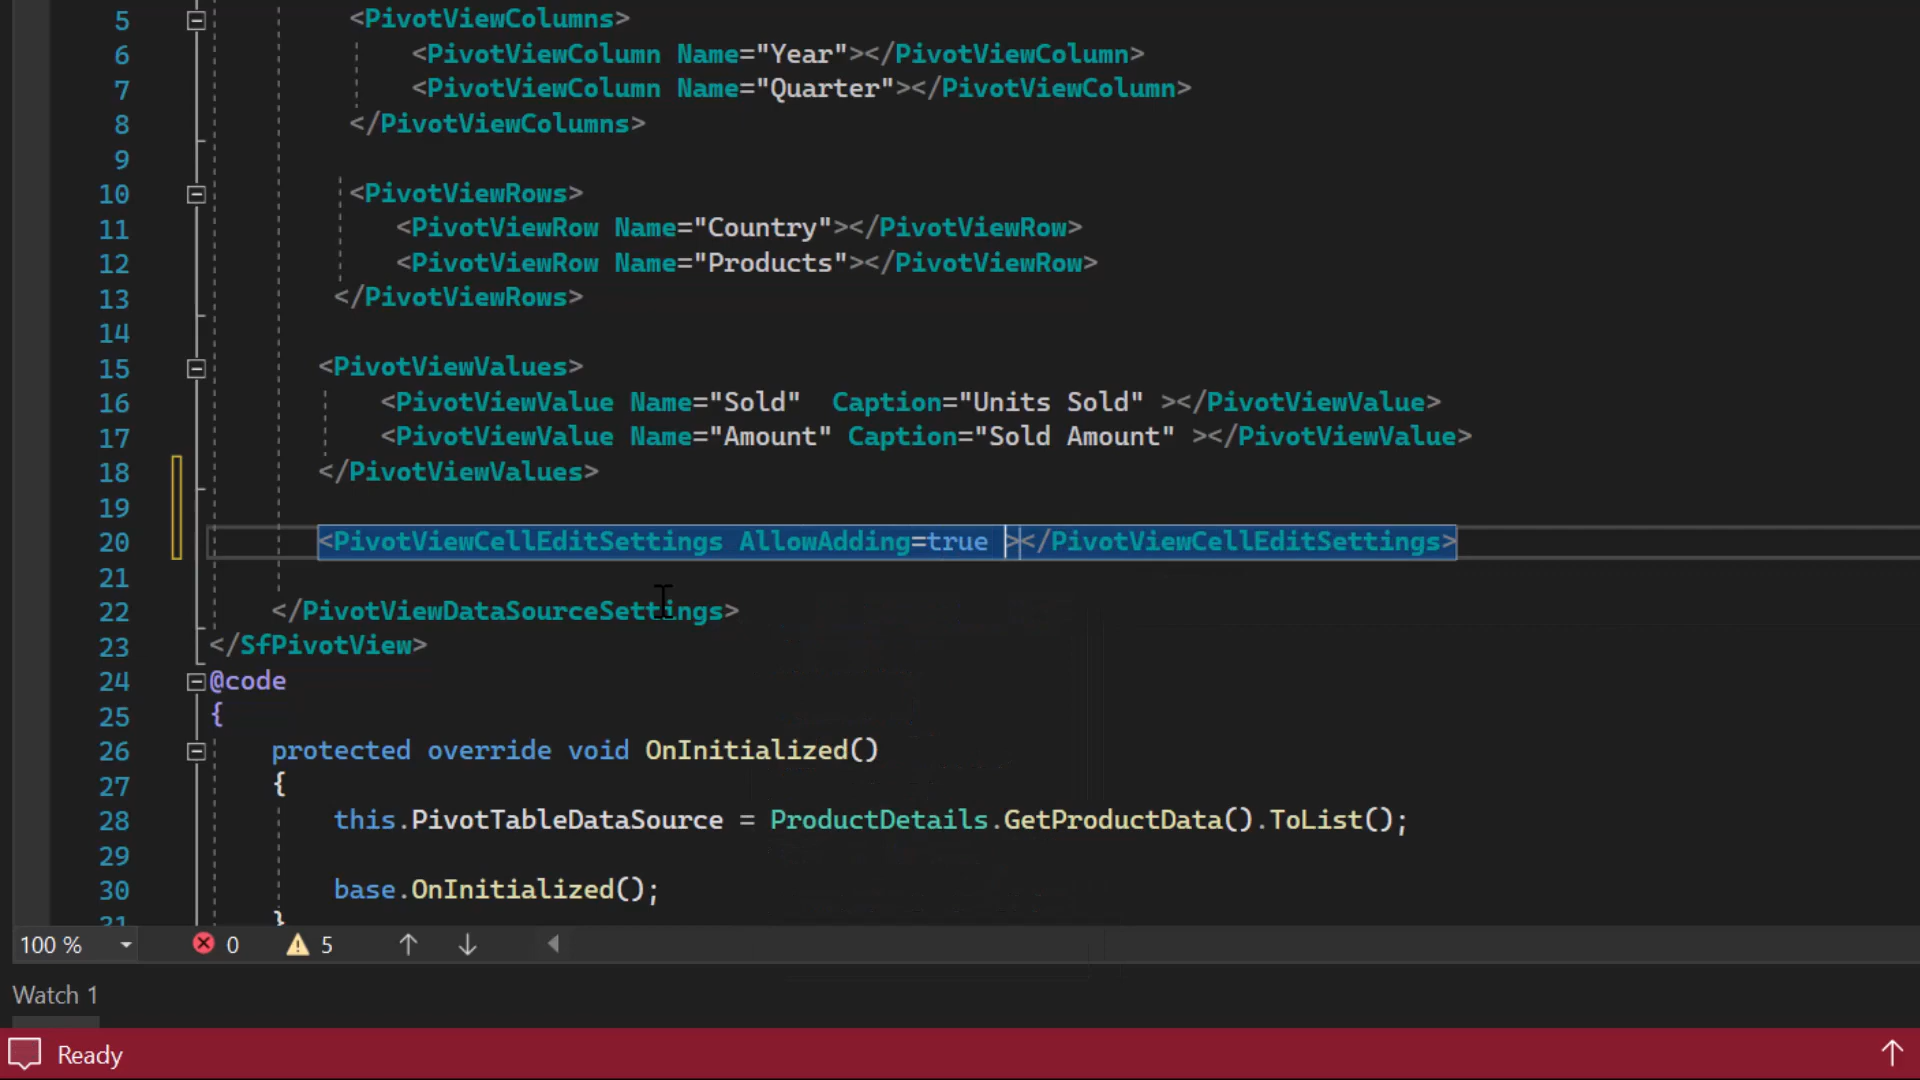 5 <PivotViewColumns>
6 <PivotViewColumn Name="Year"></PivotViewColumn>
7 <PivotViewColumn Name="Quarter"></PivotViewColumn>
8 </PivotViewColumns>
9
10 <PivotViewRows>
11 <PivotViewRow Name="Country"></PivotViewRow>
12 <PivotViewRow Name="Products"></PivotViewRow>
13 </PivotViewRows>
14
15 <PivotViewValues>
16 <PivotViewValue Name="Sold"  Caption="Units Sold" ></PivotViewValue>
17 <PivotViewValue Name="Amount" Caption="Sold Amount" ></PivotViewValue>
18 </PivotViewValues>
19
20 <PivotViewCellEditSettings AllowAdding=true ></PivotViewCellEditSettings>
21
22 </PivotViewDataSourceSettings>
23 </SfPivotView>
24 @code
25 {
26 protected override void OnInitialized()
27 {
28 this.PivotTableDataSource = ProductDetails.GetProductData().ToList();
29
30 base.OnInitialized();
31 }
100 % 0 5
Watch 1
Ready